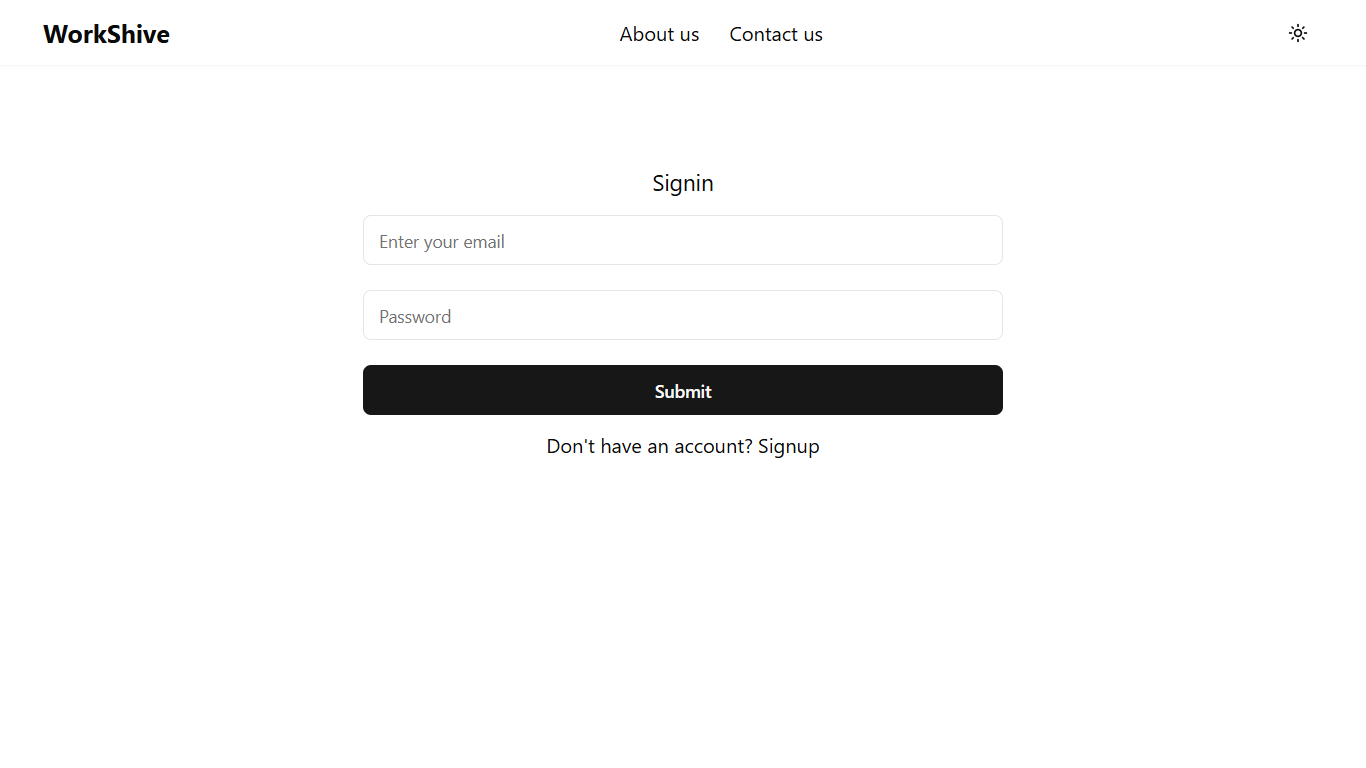 WorkShive
About us
Contact us
Signin
Enter your email
Password
Submit
Don't have an account? Signup